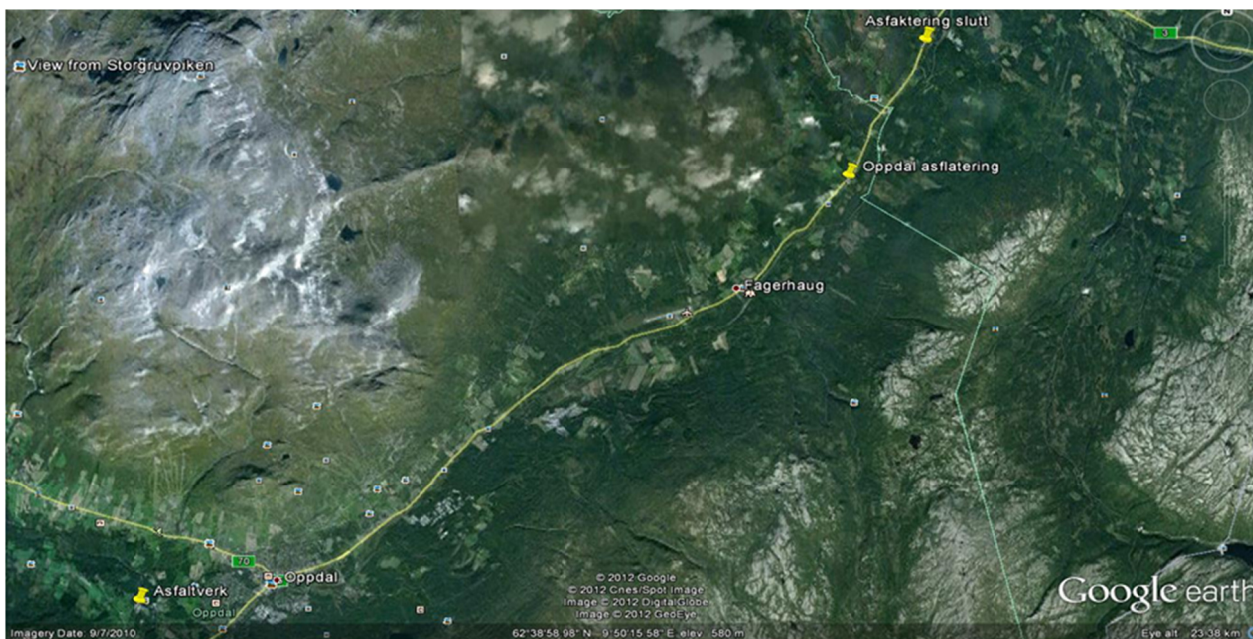 Asfaktering slutt
3
View from Storgruvpiken
Oppdal asflatering
Fagerhaug
70
Oppdal
Asfaltverk
Oppdal
© 2012 Google
© 2012 Cnes/Spot Image
Image © 2012 DigitalGlobe
Image © 2012 GeoEye
Google earth
Imagery Date: 9/7/2010
62°38'58.98" N 9°50'15.58" E elev 580 m
Eye alt 23.38 km